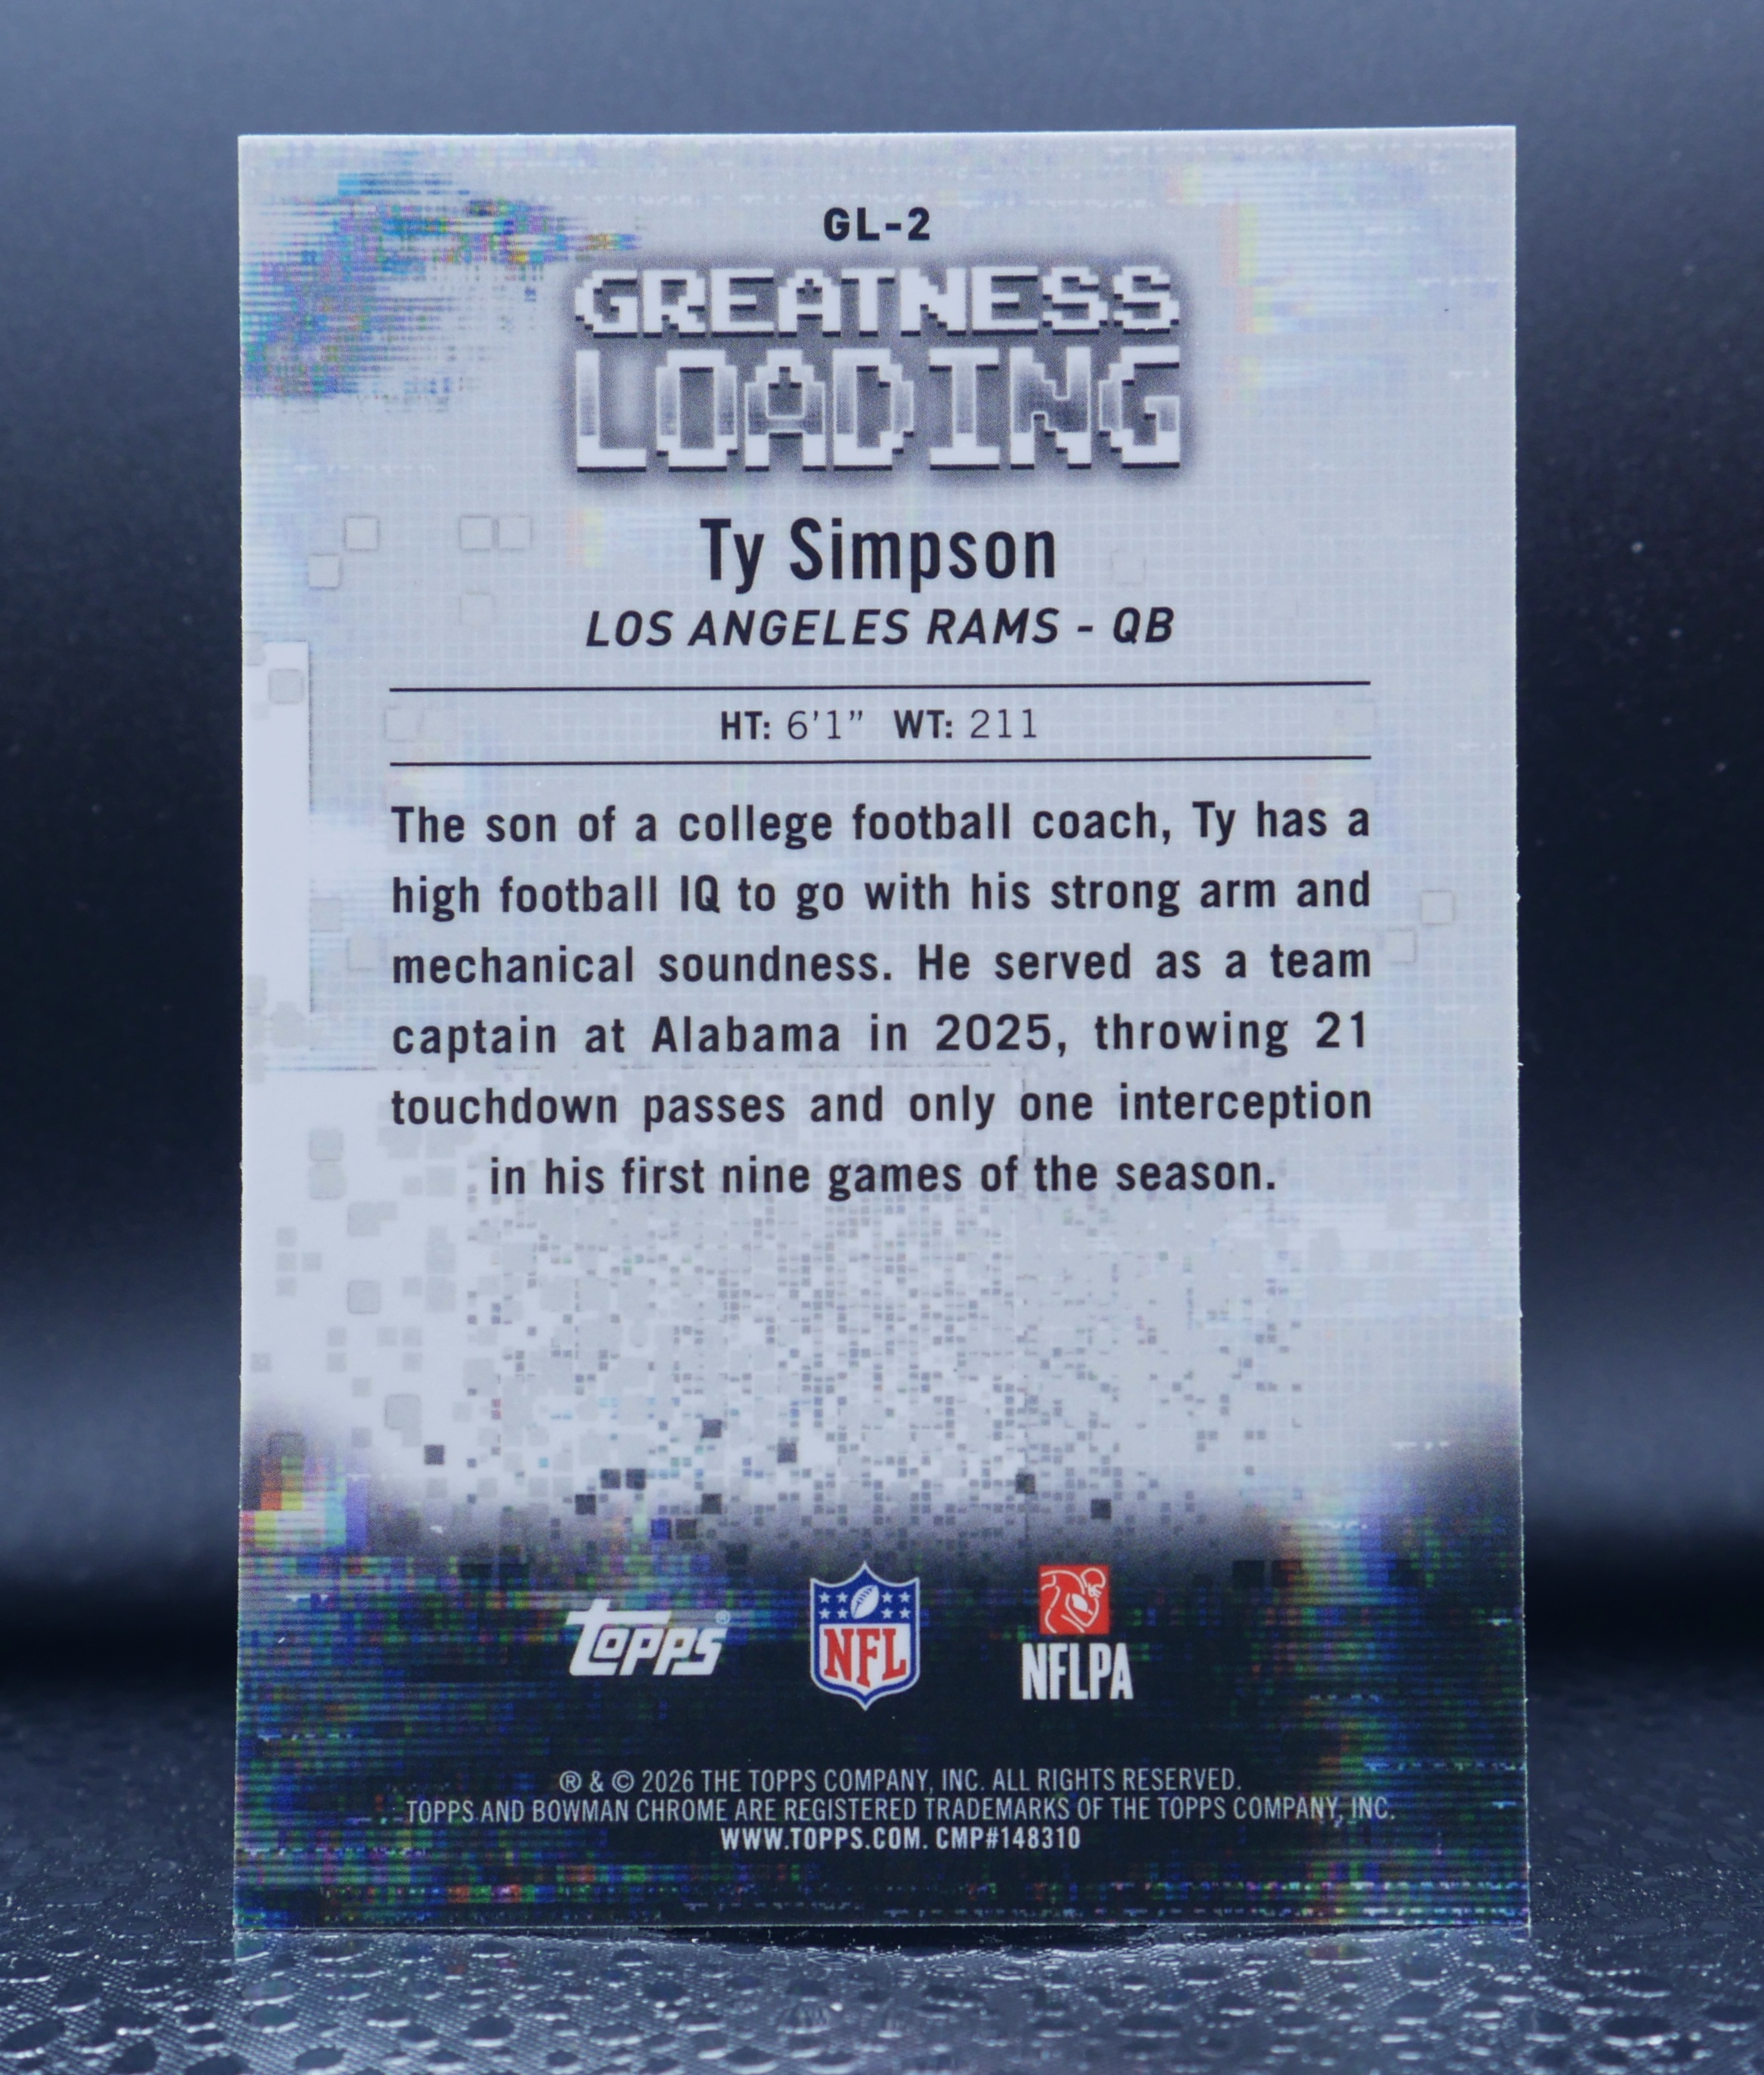 GL-2
GREATNESS
LOADING
Ty Simpson
LOS ANGELES RAMS - QB
HT: 6'1" WT: 211
The son of a college football coach, Ty has a
high football IQ to go with his strong arm and
mechanical soundness. He served as a team
captain at Alabama in 2025, throwing 21
touchdown passes and only one interception
in his first nine games of the season.
Topps®
NFL
NFLPA
® & © 2026 THE TOPPS COMPANY, INC. ALL RIGHTS RESERVED.
TOPPS AND BOWMAN CHROME ARE REGISTERED TRADEMARKS OF THE TOPPS COMPANY, INC.
WWW.TOPPS.COM. CMP#148310